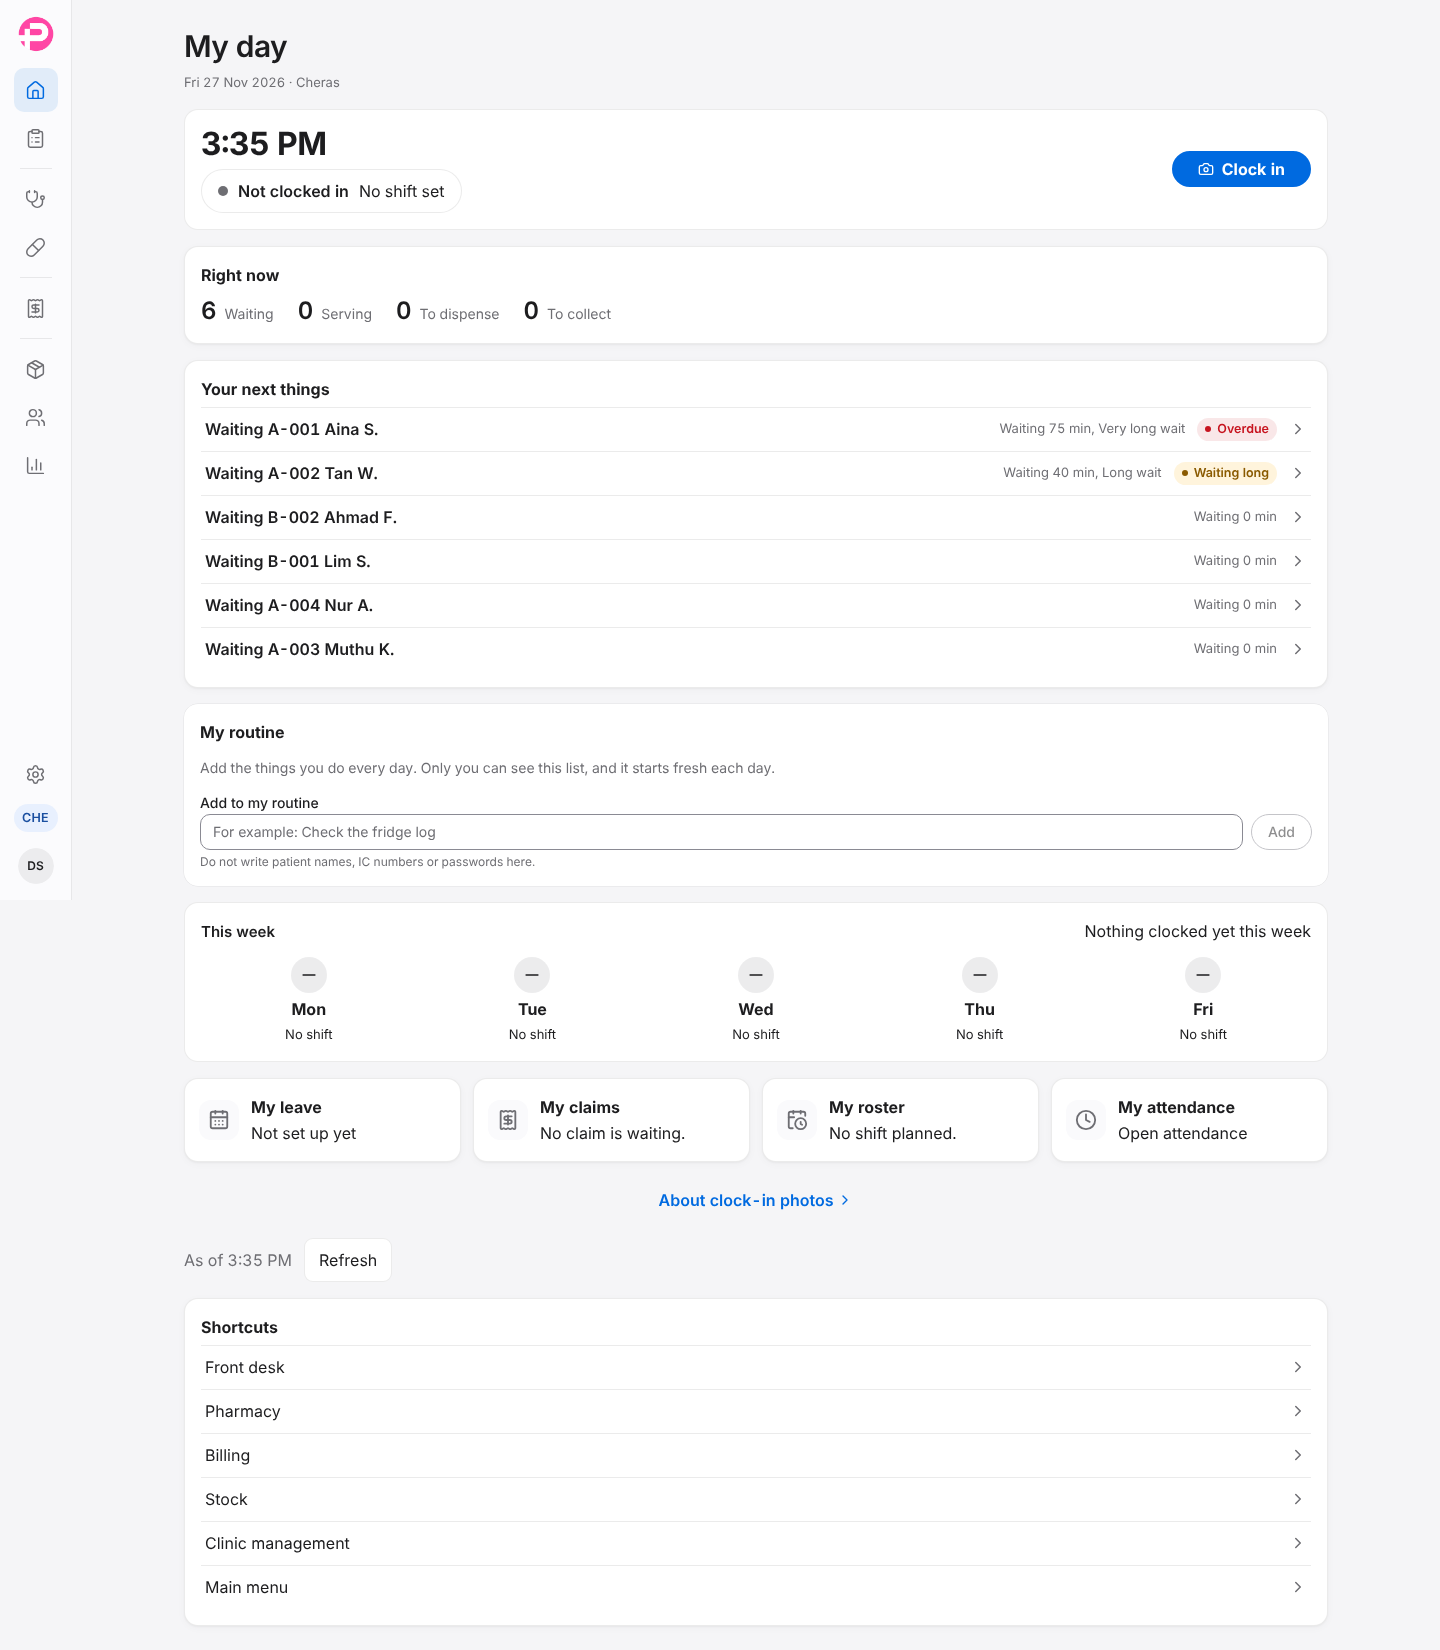 My day
Fri 27 Nov 2026 · Cheras
3:35 PM
Not clocked in No shift set
Clock in
Right now
6 Waiting 0 Serving 0 To dispense 0 To collect
Your next things
Waiting A-001 Aina S. Waiting 75 min, Very long wait Overdue
Waiting A-002 Tan W. Waiting 40 min, Long wait Waiting long
Waiting B-002 Ahmad F. Waiting 0 min
Waiting B-001 Lim S. Waiting 0 min
Waiting A-004 Nur A. Waiting 0 min
Waiting A-003 Muthu K. Waiting 0 min
My routine
Add the things you do every day. Only you can see this list, and it starts fresh each day.
Add to my routine
For example: Check the fridge log Add
Do not write patient names, IC numbers or passwords here.
CHE
DS
This week Nothing clocked yet this week
Mon Tue Wed Thu Fri
No shift No shift No shift No shift No shift
My leave My claims My roster My attendance
Not set up yet No claim is waiting. No shift planned. Open attendance
About clock-in photos
As of 3:35 PM Refresh
Shortcuts
Front desk
Pharmacy
Billing
Stock
Clinic management
Main menu